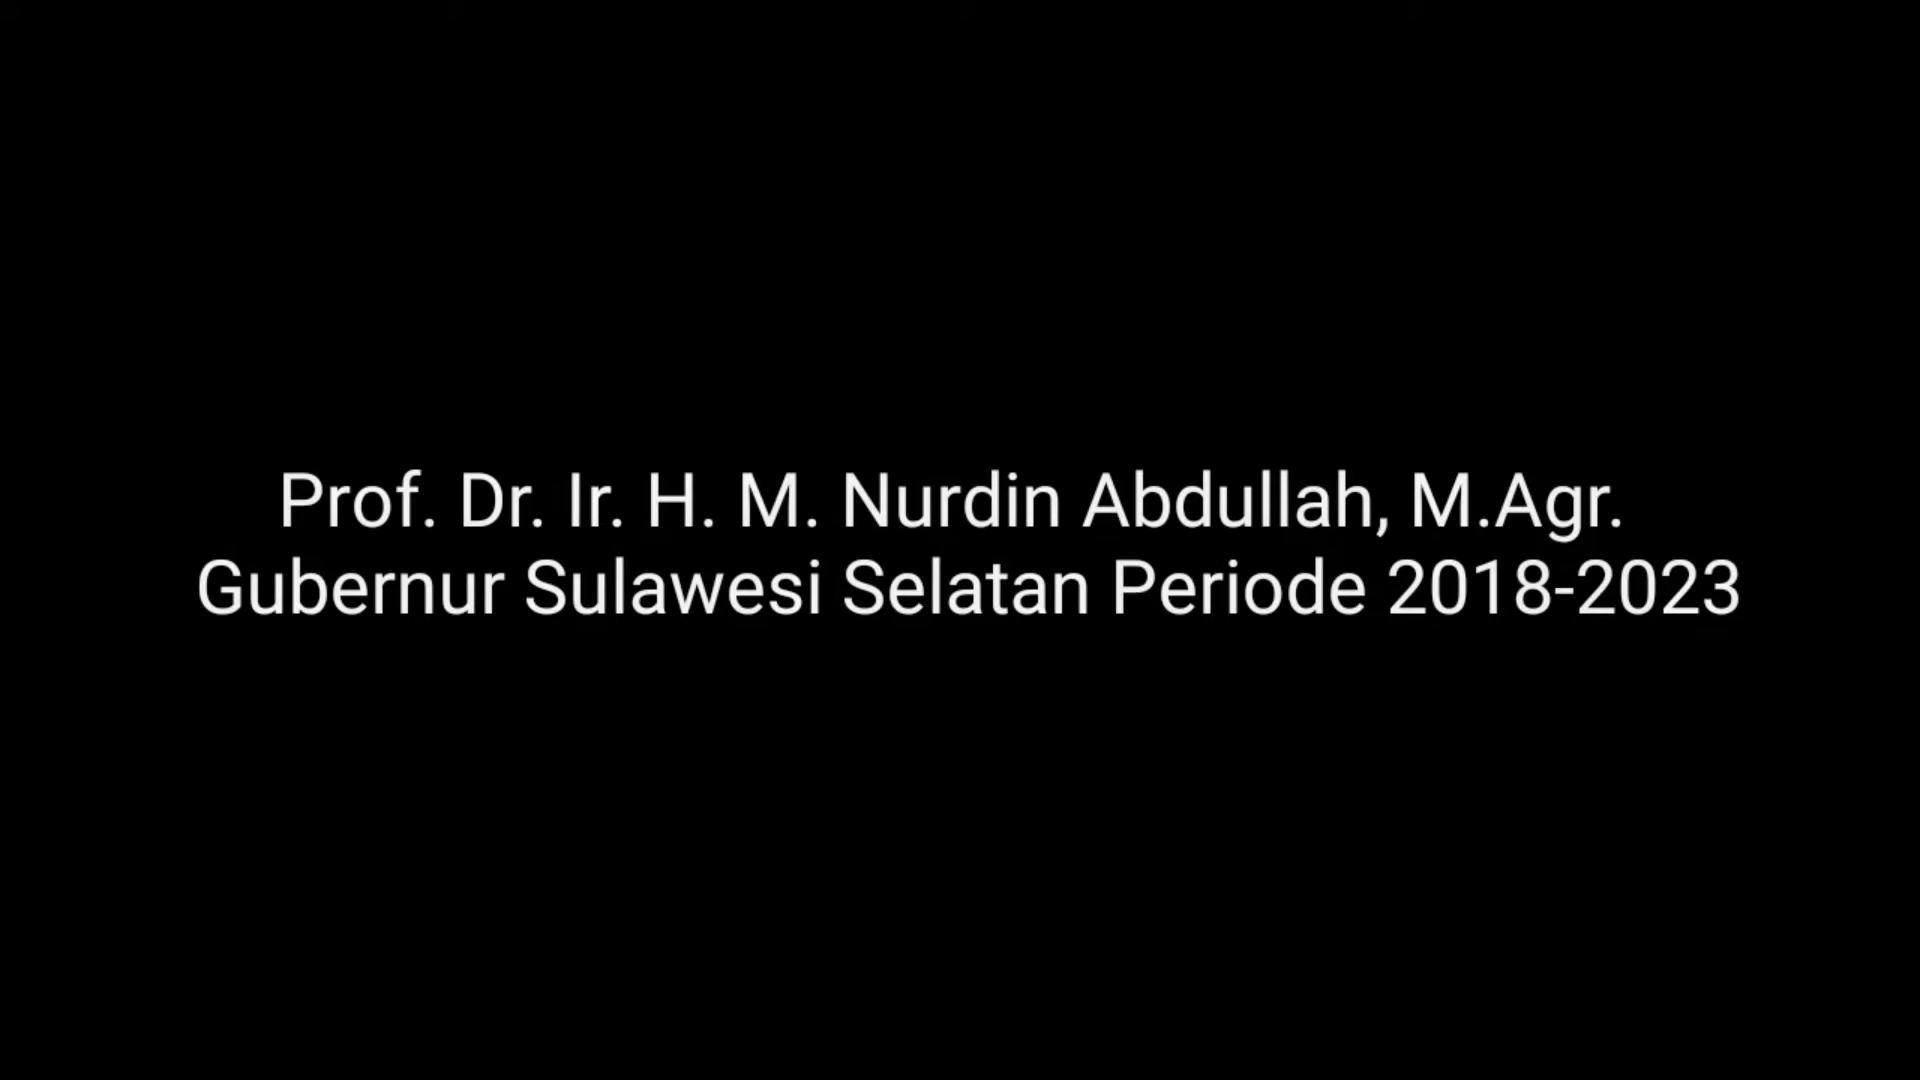 Prof. Dr. Ir. H. M. Nurdin Abdullah, M.Agr.
Gubernur Sulawesi Selatan Periode 2018-2023